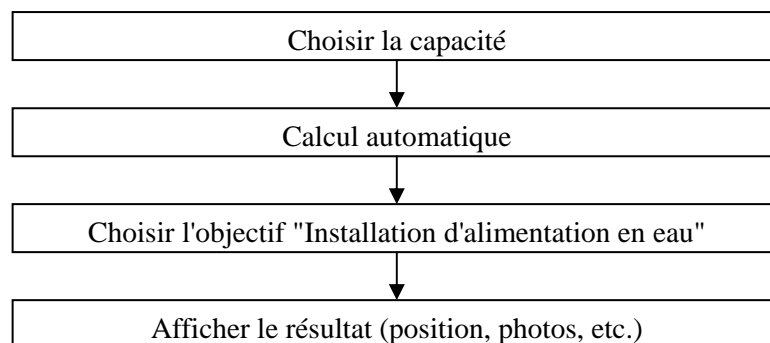 Choisir la capacité
Calcul automatique
Choisir l'objectif "Installation d'alimentation en eau"
Afficher le résultat (position, photos, etc.)